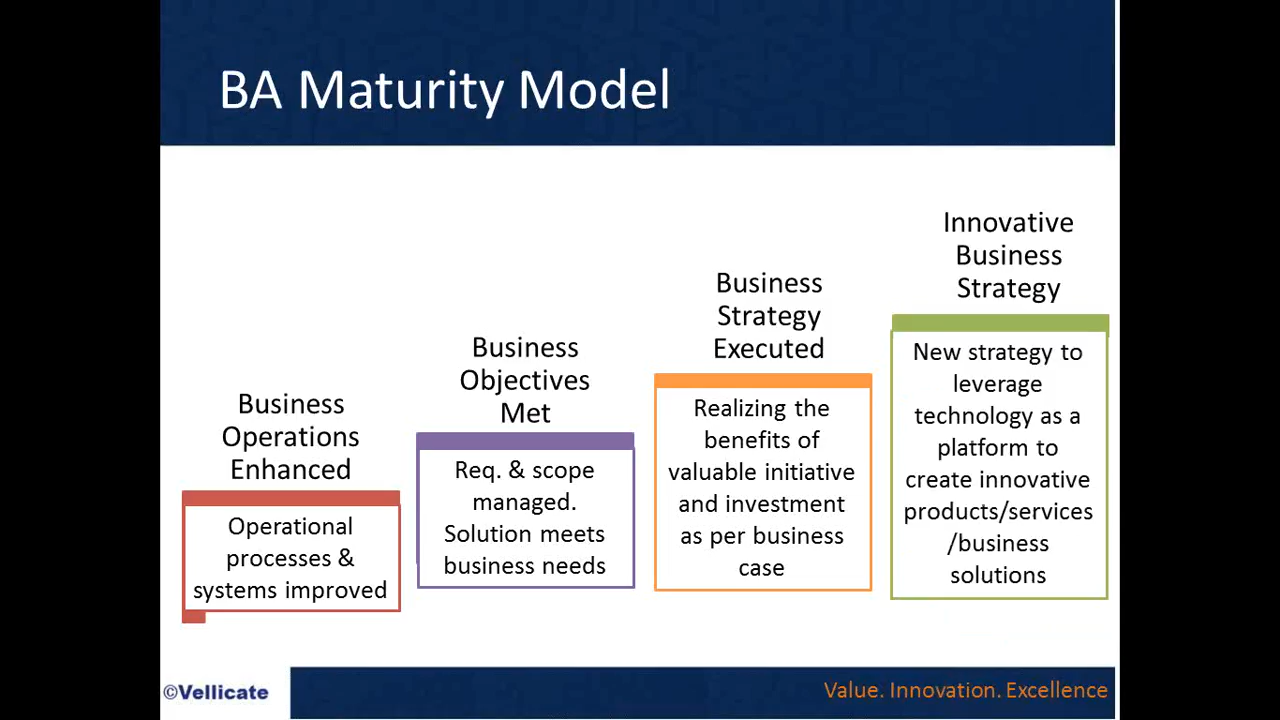 BA Maturity Model
Business
Operations
Enhanced
Operational
processes &
systems improved
Business
Objectives
Met
Req. & scope
managed.
Solution meets
business needs
Business
Strategy
Executed
Realizing the
benefits of
valuable initiative
and investment
as per business
case
Innovative
Business
Strategy
New strategy to
leverage
technology as a
platform to
create innovative
products/services
/business
solutions
©Vellicate
Value. Innovation. Excellence